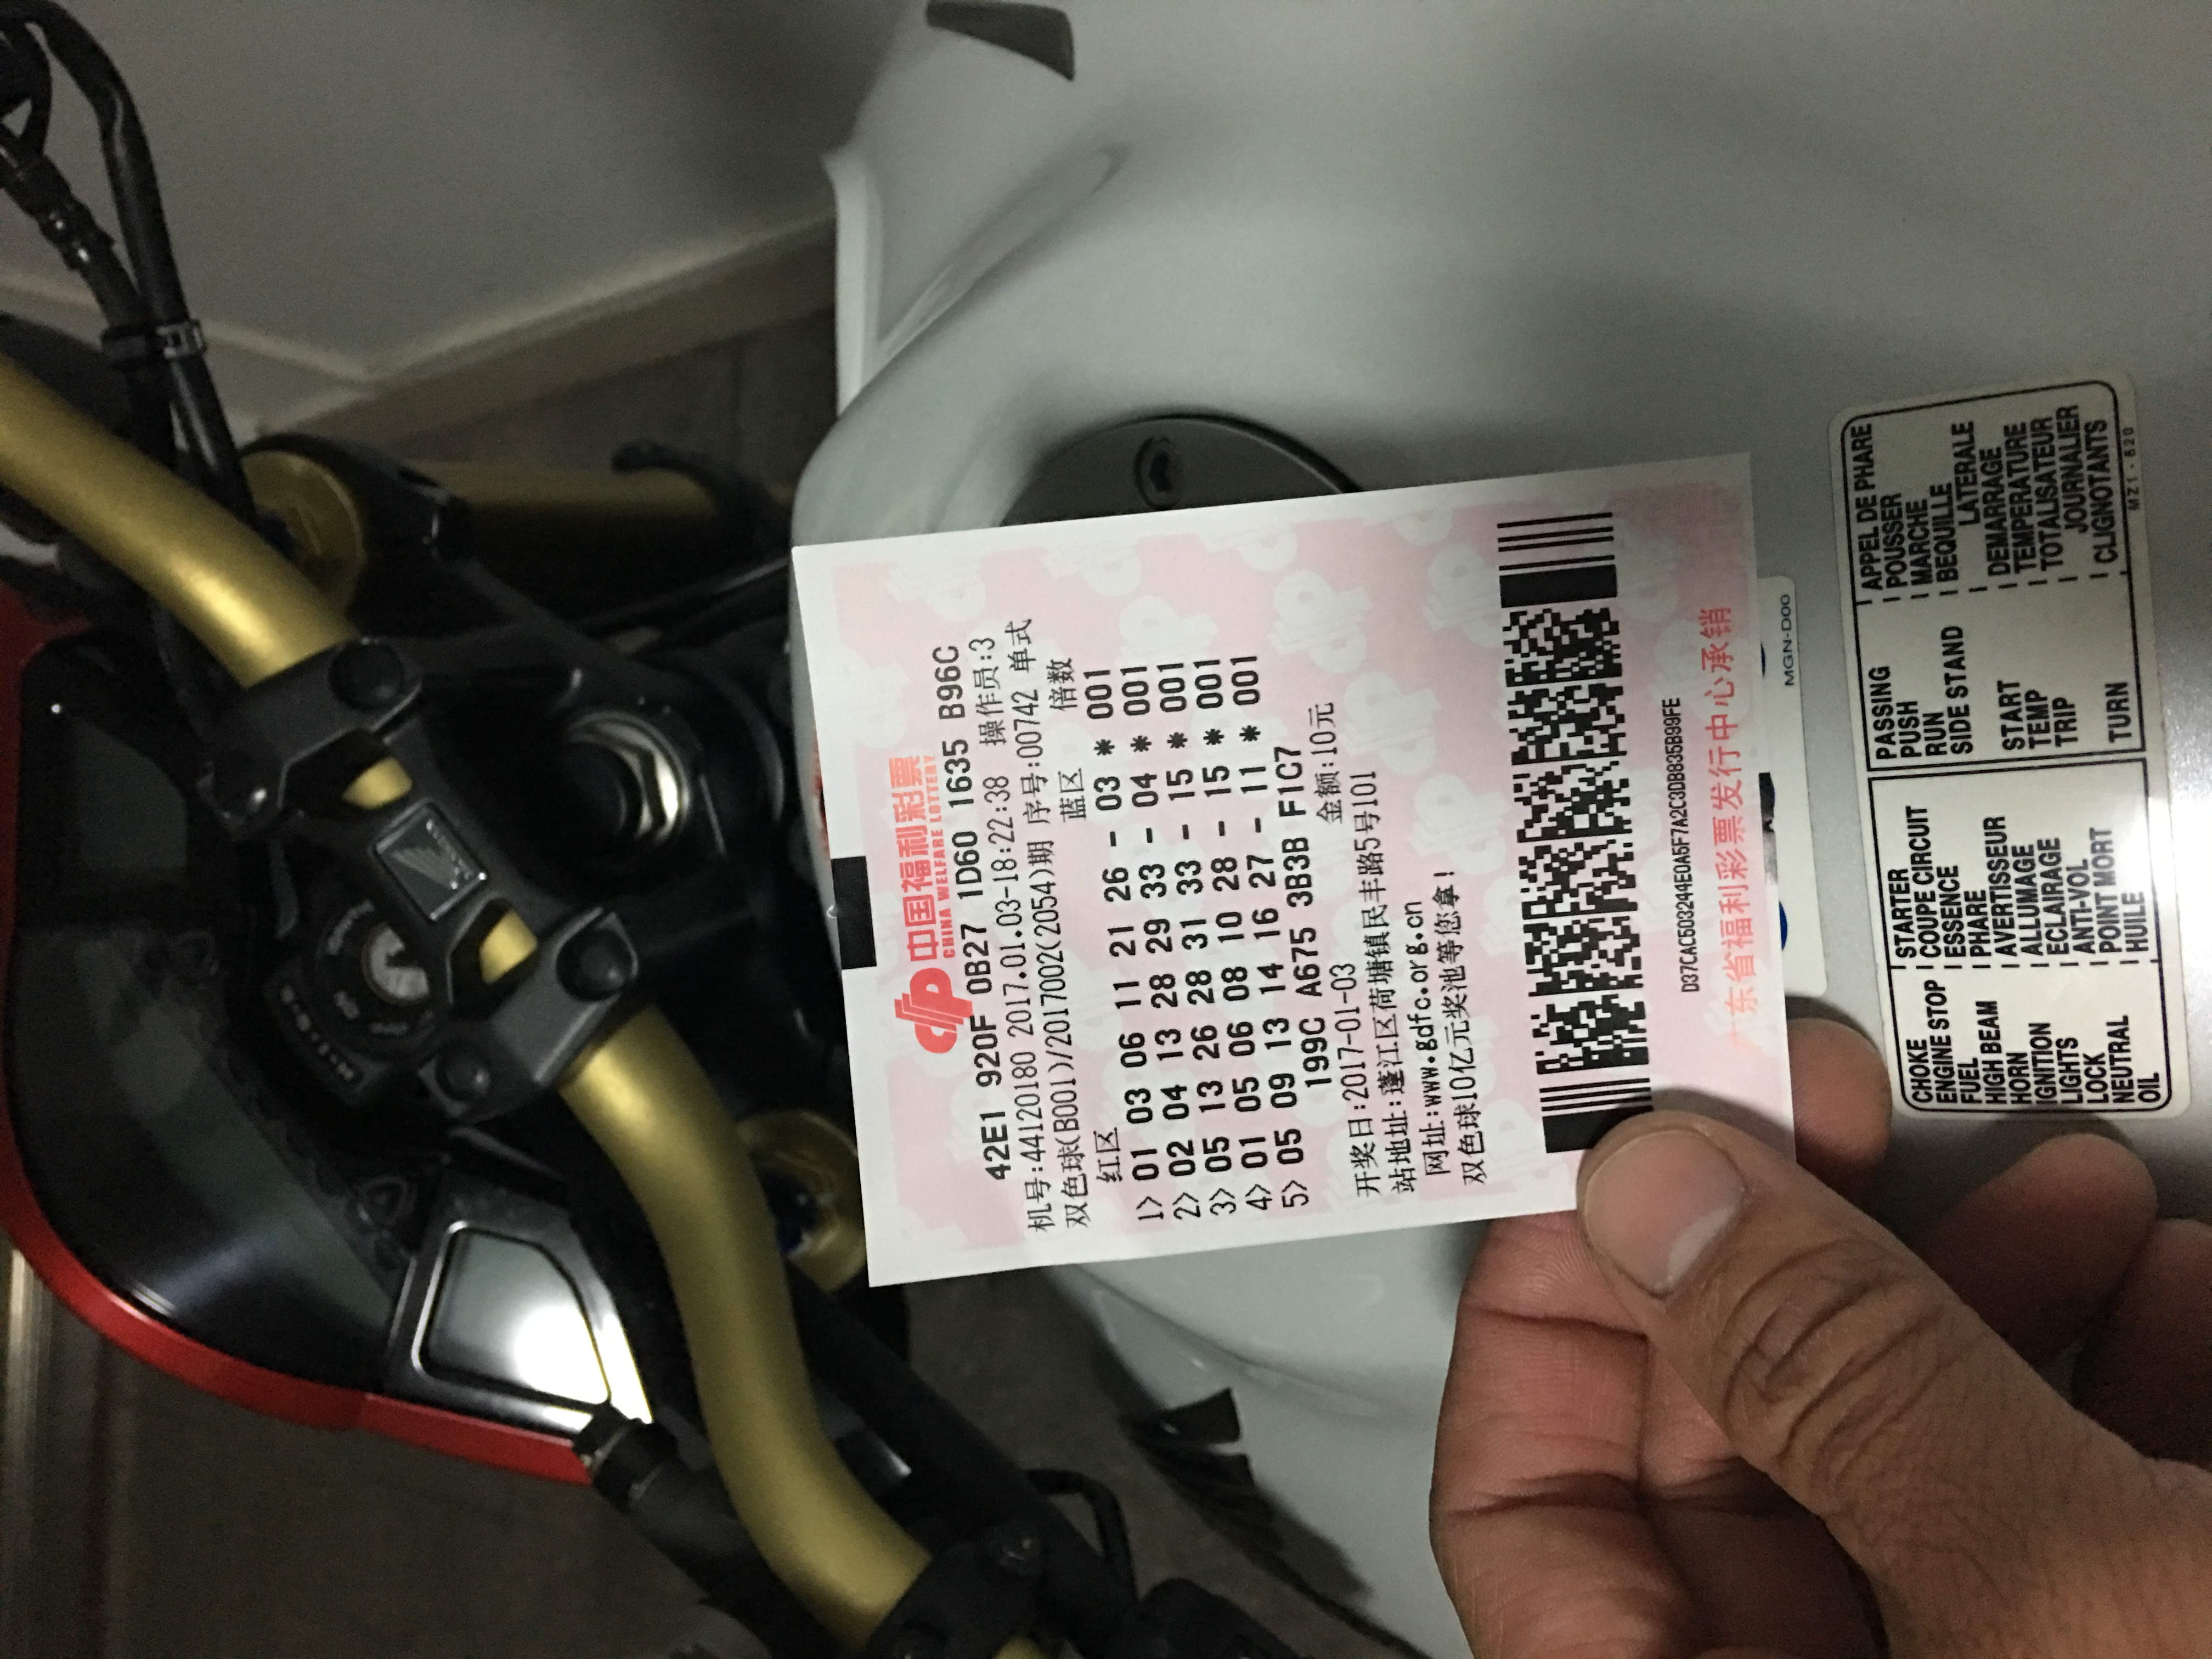 中国福利彩票
CHINA WELFARE LOTTERY
42E1 920F 0B27 1D60 1635 B96C
机号:44120180 2017.01.03-18:22:38 操作员:3
双色球(B001)/2017002(2054)期 序号:00742 单式
红区 蓝区 倍数
1> 01 03 06 11 21 26 - 03 * 001
2> 02 04 13 28 29 33 - 04 * 001
3> 05 13 26 28 31 33 - 15 * 001
4> 01 05 06 08 10 28 - 15 * 001
5> 05 09 13 14 16 27 - 11 * 001
199C A675 3B3B F1C7
开奖日:2017-01-03 金额:10元
站地址:蓬江区荷塘镇民丰路5号101
网址:www.gdfc.org.cn
双色球10亿元奖池等您拿!
D37CAC6D3244E0A5F7A2C3DB835B99FE
广东省福利彩票发行中心承销
MGN-D00
CHOKE STARTER
ENGINE STOP COUPE CIRCUIT
FUEL ESSENCE
HIGH BEAM PHARE
HORN AVERTISSEUR
IGNITION ALLUMAGE
LIGHTS ECLAIRAGE
LOCK ANTI-VOL
NEUTRAL POINT MORT
OIL HUILE
PASSING APPEL DE PHARE
PUSH POUSSER
RUN MARCHE
SIDE STAND BEQUILLE
LATERALE
START DEMARRAGE
TEMP TEMPERATURE
TRIP TOTALISATEUR
JOURNALIER
TURN CLIGNOTANTS
MZ1-820